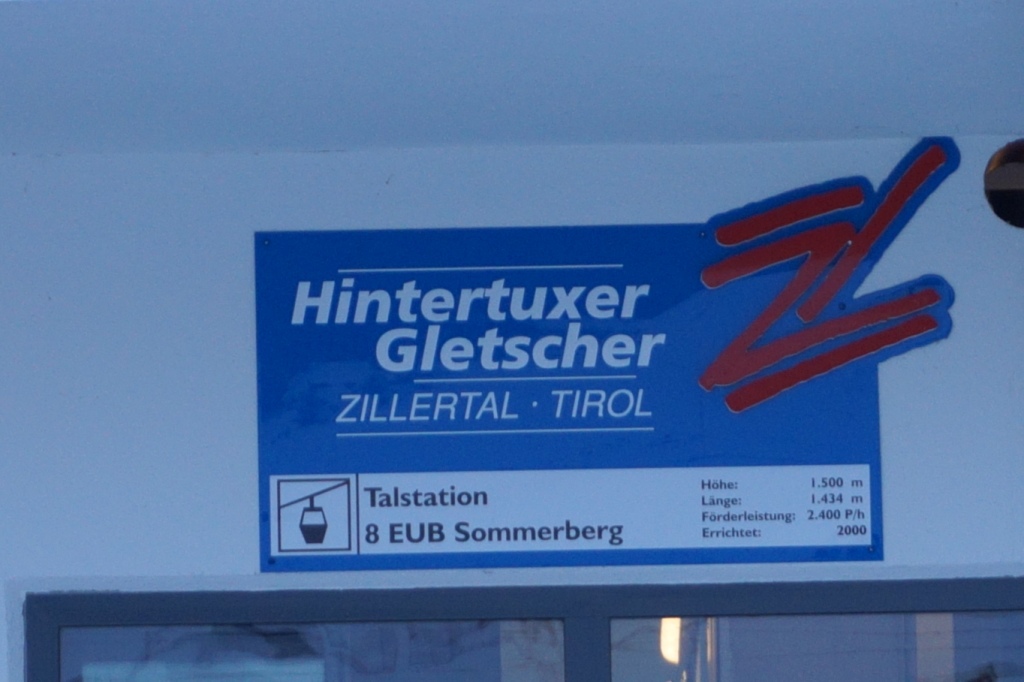 Hintertuxer
Gletscher
ZILLERTAL · TIROL
Talstation
8 EUB Sommerberg
Höhe: 1.500 m
Länge: 1.434 m
Förderleistung: 2.400 P/h
Errichtet: 2000